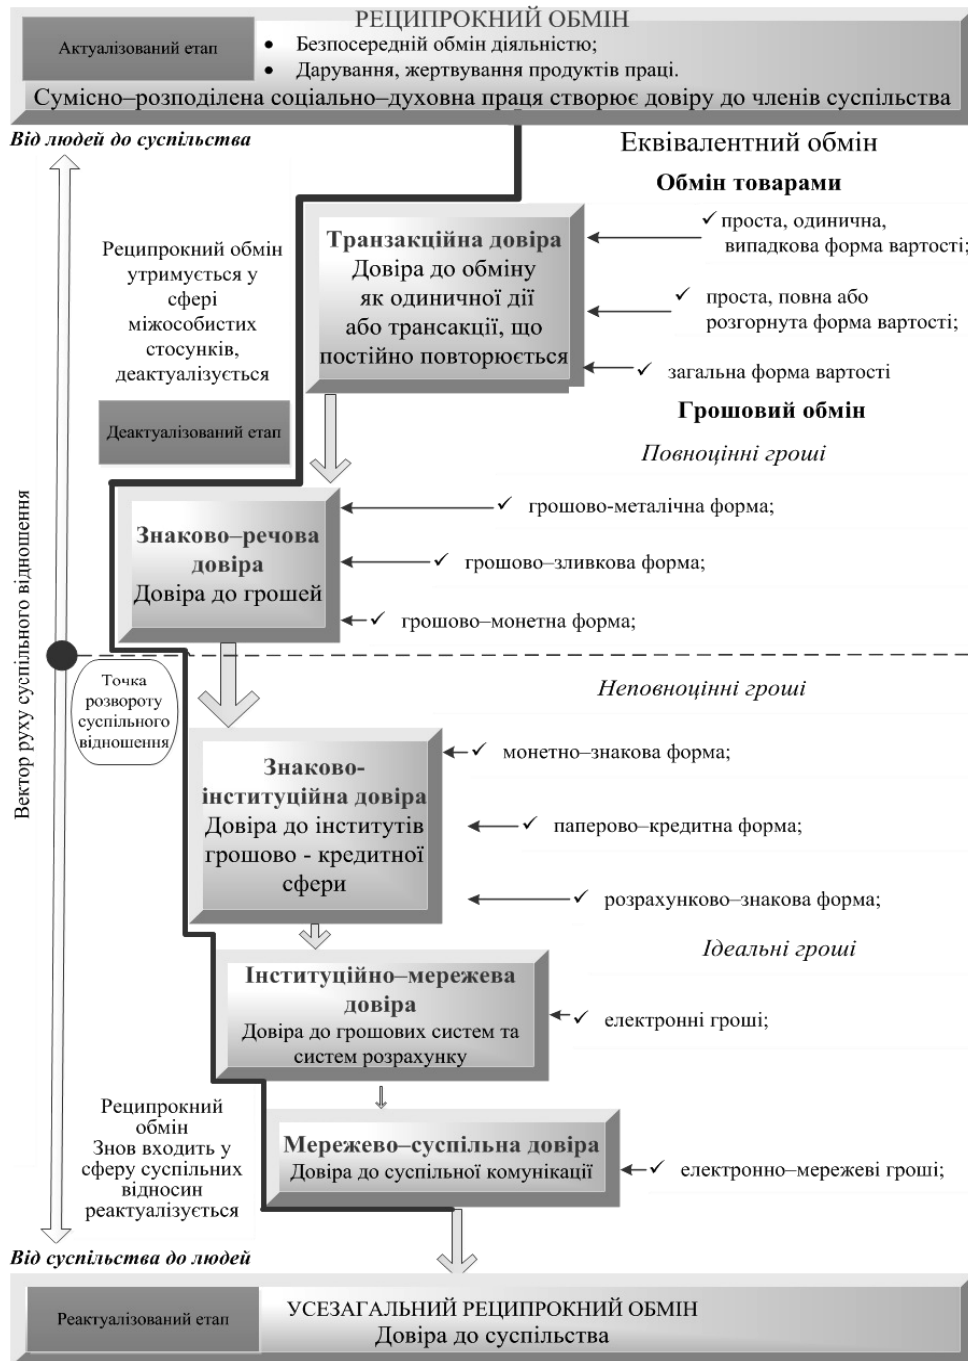 РЕЦИПРОКНИЙ ОБМІН
Актуалізований етап
• Безпосередній обмін діяльністю;
• Дарування, жертвування продуктів праці.
Сумісно–розподілена соціально–духовна праця створює довіру до членів суспільства
Від людей до суспільства
Еквівалентний обмін
Обмін товарами
Реципрокний обмін
утримується у
сфері
міжособистих
стосунків,
деактуалізується
Транзакційна довіра
Довіра до обміну
як одиничної дії
або трансакції, що
постійно повторюється
✓ проста, одинична,
випадкова форма вартості;
✓ проста, повна або
розгорнута форма вартості;
✓ загальна форма вартості
Грошовий обмін
Деактуалізований етап
Повноцінні гроші
Вектор руху суспільного відношення
Знаково–речова
довіра
Довіра до грошей
✓ грошово-металічна форма;
✓ грошово–зливкова форма;
✓ грошово–монетна форма;
Точка
розвороту
суспільного
відношення
Неповноцінні гроші
Знаково-
інституційна довіра
Довіра до інститутів
грошово - кредитної
сфери
✓ монетно–знакова форма;
✓ паперово–кредитна форма;
✓ розрахунково–знакова форма;
Ідеальні гроші
Інституційно–мережева
довіра
Довіра до грошових систем та
систем розрахунку
✓ електронні гроші;
Реципрокний
обмін
Знов входить у
сферу суспільних
відносин
реактуалізується
Мережево–суспільна довіра
Довіра до суспільної комунікації
✓ електронно–мережеві гроші;
Від суспільства до людей
Реактуалізований етап
УСЕЗАГАЛЬНИЙ РЕЦИПРОКНИЙ ОБМІН
Довіра до суспільства